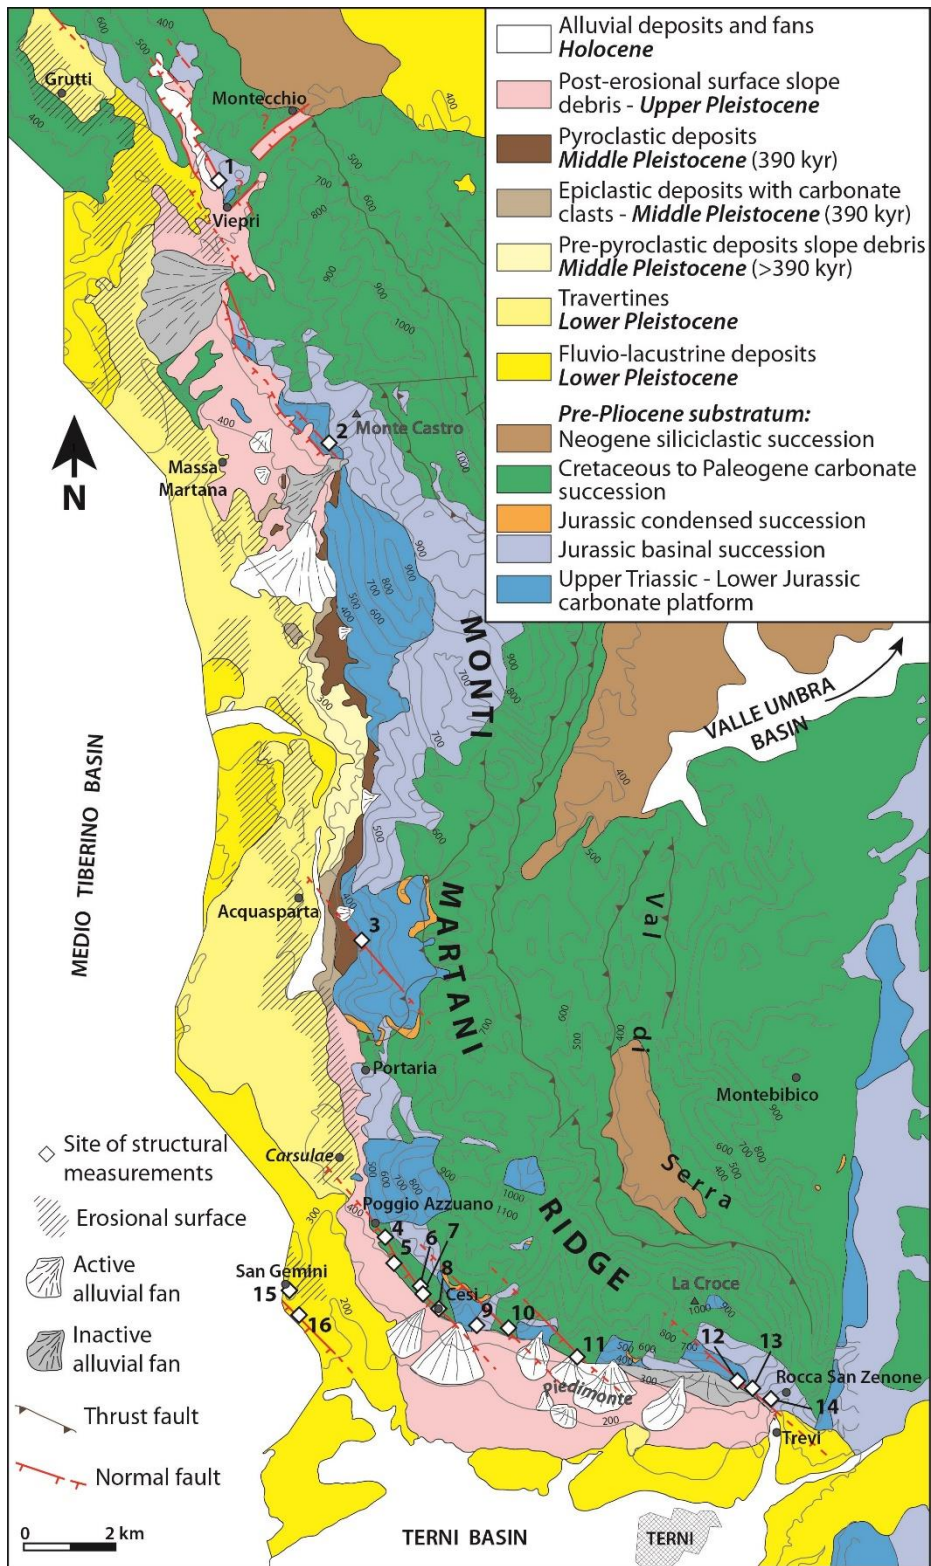 Alluvial deposits and fans
Holocene
Post-erosional surface slope
debris - Upper Pleistocene
Pyroclastic deposits
Middle Pleistocene (390 kyr)
Epiclastic deposits with carbonate
clasts - Middle Pleistocene (390 kyr)
Pre-pyroclastic deposits slope debris
Middle Pleistocene (>390 kyr)
Travertines
Lower Pleistocene
Fluvio-lacustrine deposits
Lower Pleistocene
Pre-Pliocene substratum:
Neogene siliciclastic succession
Cretaceous to Paleogene carbonate
succession
Jurassic condensed succession
Jurassic basinal succession
Upper Triassic - Lower Jurassic
carbonate platform
Grutti
Montecchio
?
?
1
?
Viepri
2
Monte Castro
Massa
Martana
N
MONTI
MARTANI
RIDGE
VALLE UMBRA
BASIN
MEDIO TIBERINO BASIN
Acquasparta
3
Val
di
Serra
Portaria
Montebibico
Carsulae
Poggio Azzuano
4
5
6
7
8
Cesi
9
10
11
La Croce
12
13
Rocca San Zenone
14
Trevi
Piedimonte
San Gemini
15
16
Site of structural
measurements
Erosional surface
Active
alluvial fan
Inactive
alluvial fan
Thrust fault
Normal fault
0 2 km
TERNI BASIN
TERNI